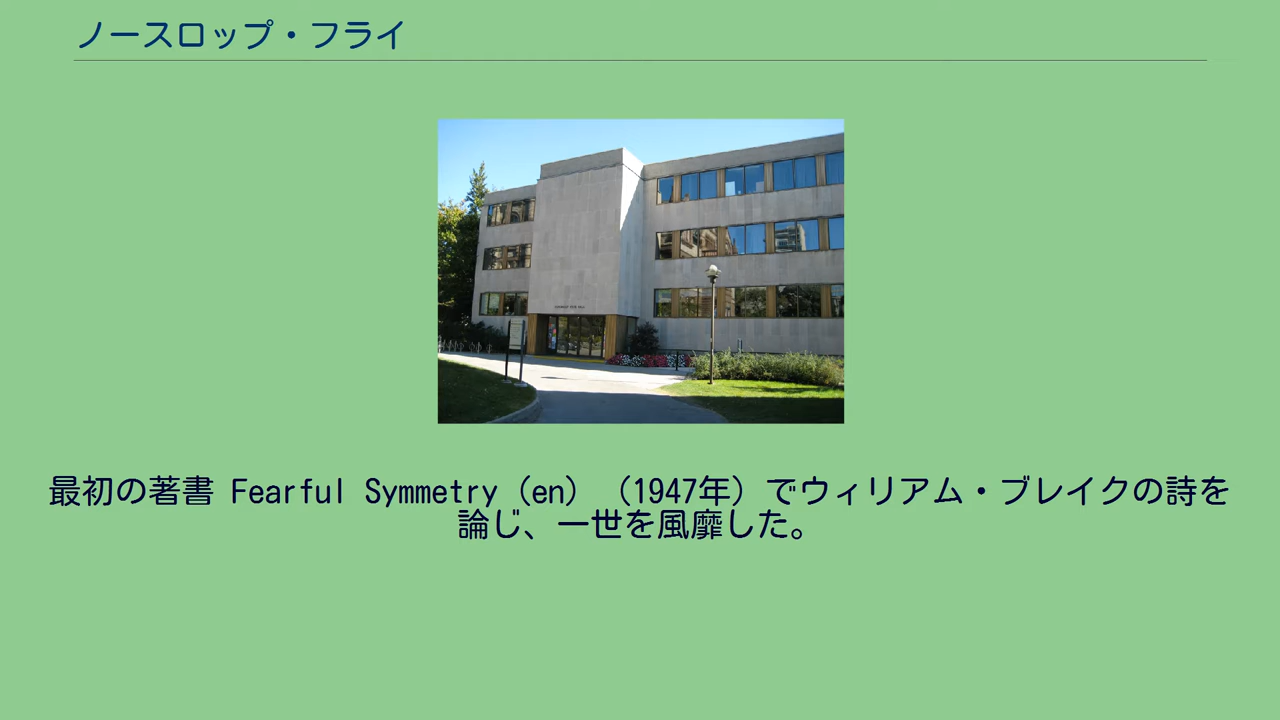 ノースロップ・フライ
最初の著書 Fearful Symmetry（en）（1947年）でウィリアム・ブレイクの詩を
論じ、一世を風靡した。